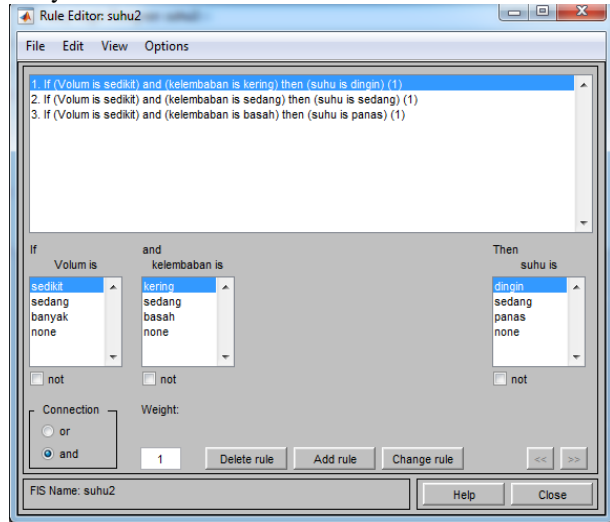 Rule Editor: suhu2
File Edit View Options
1. If (Volum is sedikit) and (kelembaban is kering) then (suhu is dingin) (1)
2. If (Volum is sedikit) and (kelembaban is sedang) then (suhu is sedang) (1)
3. If (Volum is sedikit) and (kelembaban is basah) then (suhu is panas) (1)
If and Then
Volum is kelembaban is suhu is
sedikit kering dingin
sedang sedang sedang
banyak basah panas
none none none
not not not
Connection Weight:
or
and 1 Delete rule Add rule Change rule << >>
FIS Name: suhu2 Help Close